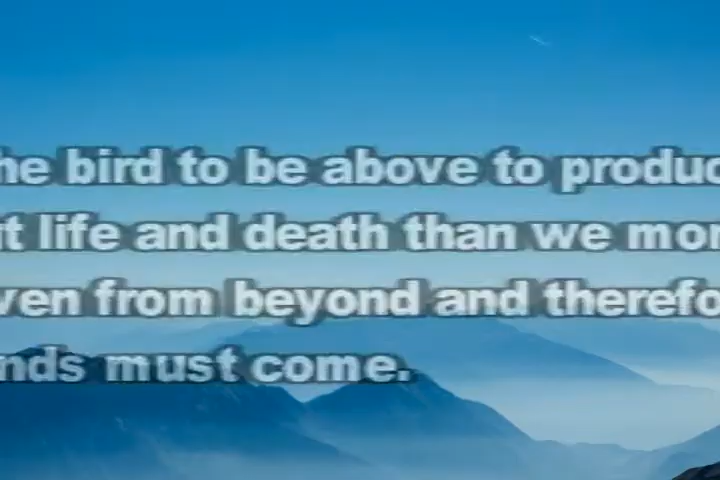 he bird to be above to produc
t life and death than we mor
ven from beyond and therefo
nds must come.